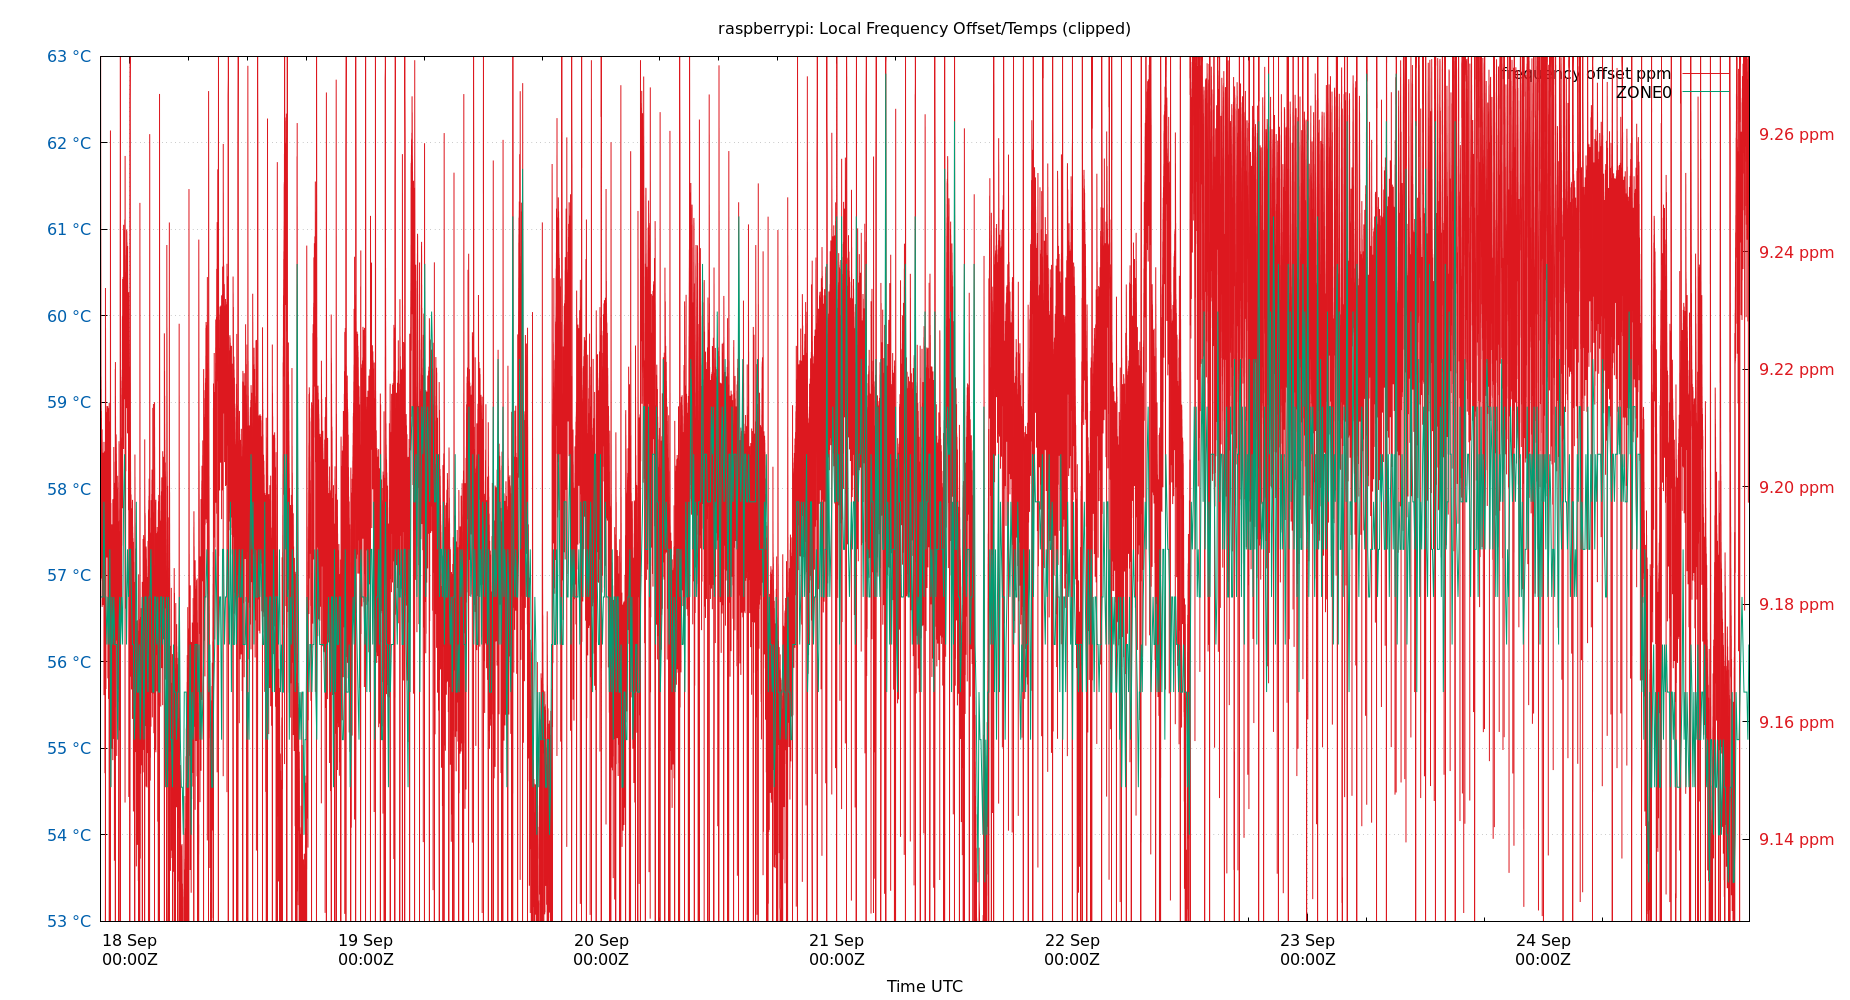 raspberrypi: Local Frequency Offset/Temps (clipped)
63 °C
62 °C
61 °C
60 °C
59 °C
58 °C
57 °C
56 °C
55 °C
54 °C
53 °C
frequency offset ppm
ZONE0
9.26 ppm
9.24 ppm
9.22 ppm
9.20 ppm
9.18 ppm
9.16 ppm
9.14 ppm
18 Sep
00:00Z
19 Sep
00:00Z
20 Sep
00:00Z
21 Sep
00:00Z
22 Sep
00:00Z
23 Sep
00:00Z
24 Sep
00:00Z
Time UTC